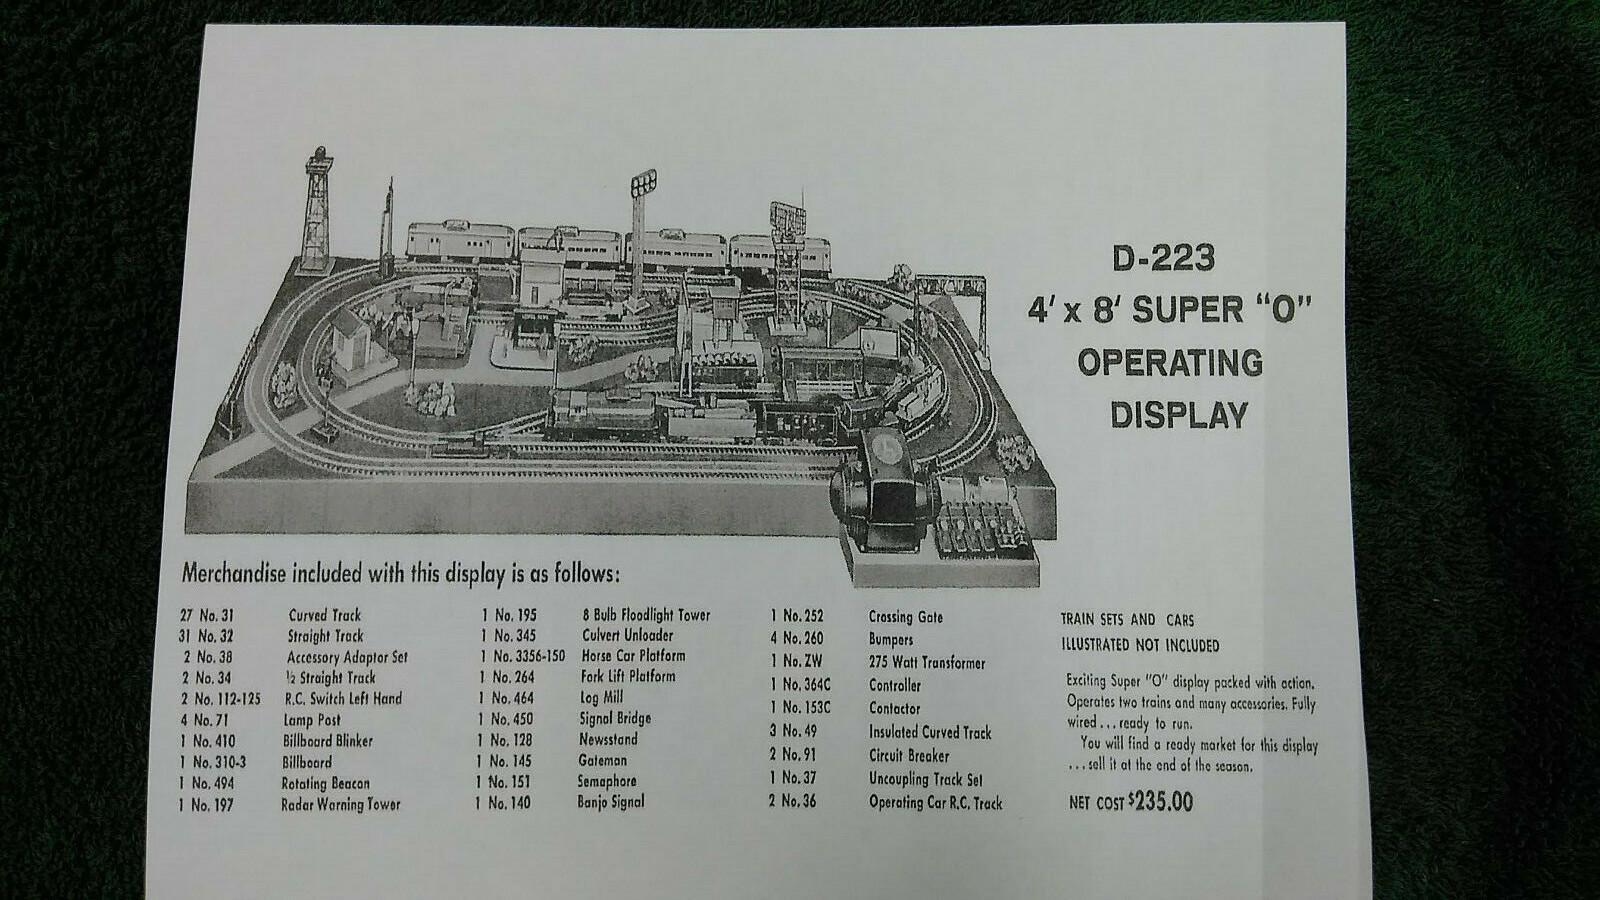 D-223
4' x 8' SUPER "O"
OPERATING
DISPLAY
Merchandise included with this display is as follows:
27 No. 31 Curved Track
31 No. 32 Straight Track
2 No. 38 Accessory Adaptor Set
2 No. 34 ½ Straight Track
2 No. 112-125 R.C. Switch Left Hand
4 No. 71 Lamp Post
1 No. 410 Billboard Blinker
1 No. 310-3 Billboard
1 No. 494 Rotating Beacon
1 No. 197 Radar Warning Tower
1 No. 195 8 Bulb Floodlight Tower
1 No. 345 Culvert Unloader
1 No. 3356-150 Horse Car Platform
1 No. 264 Fork Lift Platform
1 No. 464 Log Mill
1 No. 450 Signal Bridge
1 No. 128 Newsstand
1 No. 145 Gateman
1 No. 151 Semaphore
1 No. 140 Banjo Signal
1 No. 252 Crossing Gate
4 No. 260 Bumpers
1 No. ZW 275 Watt Transformer
1 No. 364C Controller
1 No. 153C Contactor
3 No. 49 Insulated Curved Track
2 No. 91 Circuit Breaker
1 No. 37 Uncoupling Track Set
2 No. 36 Operating Car R.C. Track
TRAIN SETS AND CARS
ILLUSTRATED NOT INCLUDED
Exciting Super "O" display packed with action.
Operates two trains and many accessories. Fully
wired... ready to run.
You will find a ready market for this display
... sell it at the end of the season.
NET COST $235.00